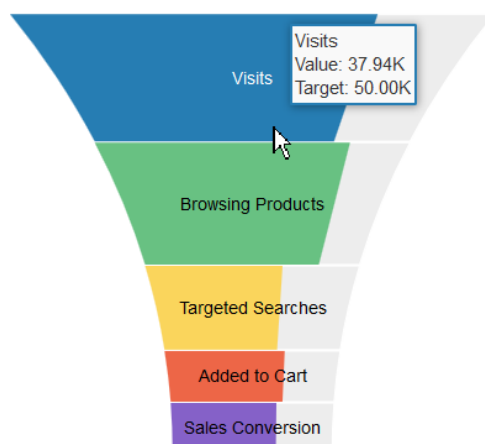 Visits
Value: 37.94K
Target: 50.00K
Visits
Browsing Products
Targeted Searches
Added to Cart
Sales Conversion